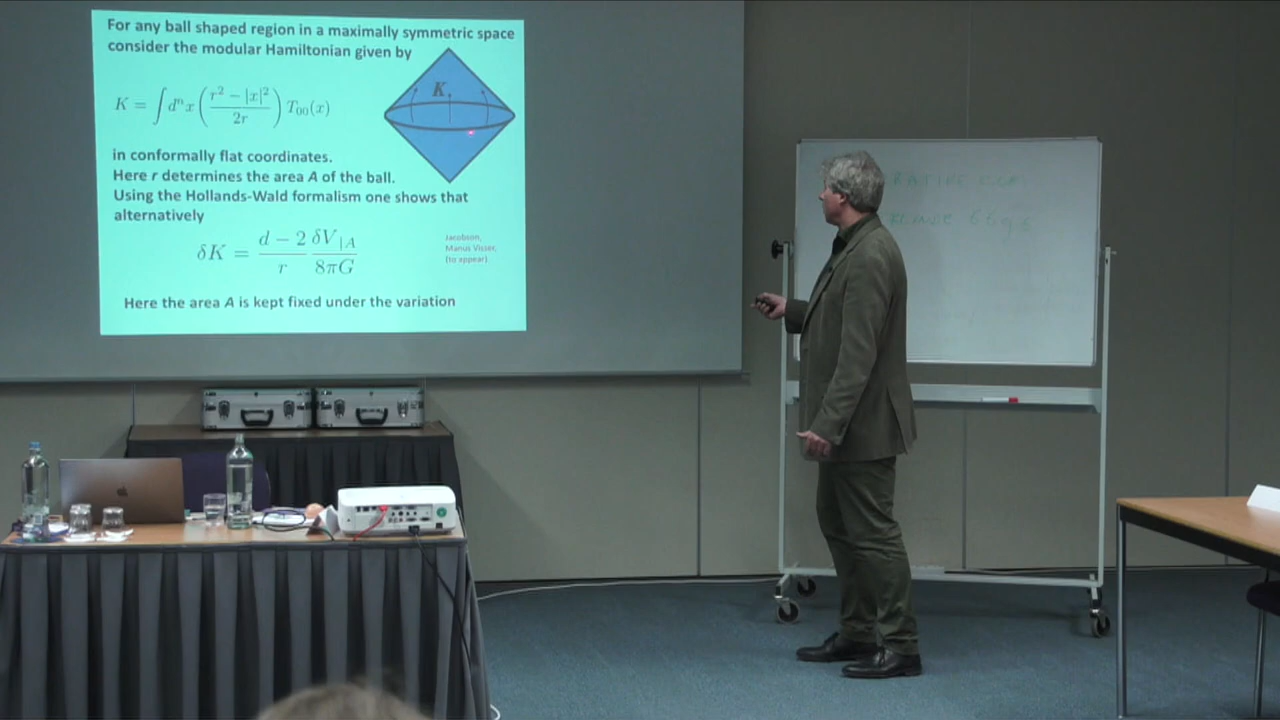 For any ball shaped region in a maximally symmetric space
consider the modular Hamiltonian given by
K
K = ∫ dⁿx ( (r² − |x|²) / 2r ) T₀₀(x)
in conformally flat coordinates.
Here r determines the area A of the ball.
Using the Hollands-Wald formalism one shows that
alternatively
δK = (d − 2)/r δV|A / 8πG
Jacobson,
Manus Visser,
(to appear)
Here the area A is kept fixed under the variation